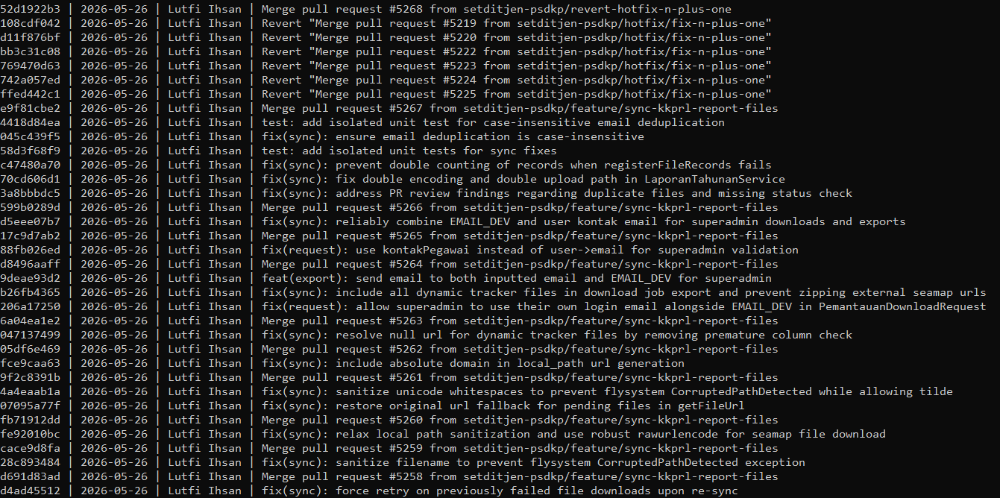 52d1922b3 | 2026-05-26 | Lutfi Ihsan | Merge pull request #5268 from setditjen-psdkp/revert-hotfix-n-plus-one
108cdf042 | 2026-05-26 | Lutfi Ihsan | Revert "Merge pull request #5219 from setditjen-psdkp/hotfix/fix-n-plus-one"
d11f876bf | 2026-05-26 | Lutfi Ihsan | Revert "Merge pull request #5220 from setditjen-psdkp/hotfix/fix-n-plus-one"
bb3c31c08 | 2026-05-26 | Lutfi Ihsan | Revert "Merge pull request #5222 from setditjen-psdkp/hotfix/fix-n-plus-one"
769470d63 | 2026-05-26 | Lutfi Ihsan | Revert "Merge pull request #5223 from setditjen-psdkp/hotfix/fix-n-plus-one"
742a057ed | 2026-05-26 | Lutfi Ihsan | Revert "Merge pull request #5224 from setditjen-psdkp/hotfix/fix-n-plus-one"
ffed442c1 | 2026-05-26 | Lutfi Ihsan | Revert "Merge pull request #5225 from setditjen-psdkp/hotfix/fix-n-plus-one"
e9f81cbe2 | 2026-05-26 | Lutfi Ihsan | Merge pull request #5267 from setditjen-psdkp/feature/sync-kkprl-report-files
4418d84ea | 2026-05-26 | Lutfi Ihsan | test: add isolated unit test for case-insensitive email deduplication
045c439f5 | 2026-05-26 | Lutfi Ihsan | fix(sync): ensure email deduplication is case-insensitive
58d3f68f9 | 2026-05-26 | Lutfi Ihsan | test: add isolated unit tests for sync fixes
c47480a70 | 2026-05-26 | Lutfi Ihsan | fix(sync): prevent double counting of records when registerFileRecords fails
70cd606d1 | 2026-05-26 | Lutfi Ihsan | fix(sync): fix double encoding and double upload path in LaporanTahunanService
3a8bbbdc5 | 2026-05-26 | Lutfi Ihsan | fix(sync): address PR review findings regarding duplicate files and missing status check
599b0289d | 2026-05-26 | Lutfi Ihsan | Merge pull request #5266 from setditjen-psdkp/feature/sync-kkprl-report-files
d5eee07b7 | 2026-05-26 | Lutfi Ihsan | fix(sync): reliably combine EMAIL_DEV and user kontak email for superadmin downloads and exports
17c9d7ab2 | 2026-05-26 | Lutfi Ihsan | Merge pull request #5265 from setditjen-psdkp/feature/sync-kkprl-report-files
88fb026ed | 2026-05-26 | Lutfi Ihsan | fix(request): use kontakPegawai instead of user->email for superadmin validation
d8496aaff | 2026-05-26 | Lutfi Ihsan | Merge pull request #5264 from setditjen-psdkp/feature/sync-kkprl-report-files
9deae93d2 | 2026-05-26 | Lutfi Ihsan | feat(export): send email to both inputted email and EMAIL_DEV for superadmin
b26fb4365 | 2026-05-26 | Lutfi Ihsan | fix(sync): include all dynamic tracker files in download job export and prevent zipping external seamap urls
206a17250 | 2026-05-26 | Lutfi Ihsan | fix(request): allow superadmin to use their own login email alongside EMAIL_DEV in PemantauanDownloadRequest
6a04ea1e2 | 2026-05-26 | Lutfi Ihsan | Merge pull request #5263 from setditjen-psdkp/feature/sync-kkprl-report-files
047137499 | 2026-05-26 | Lutfi Ihsan | fix(sync): resolve null url for dynamic tracker files by removing premature column check
05df6e469 | 2026-05-26 | Lutfi Ihsan | Merge pull request #5262 from setditjen-psdkp/feature/sync-kkprl-report-files
fce9caa63 | 2026-05-26 | Lutfi Ihsan | fix(sync): include absolute domain in local_path url generation
9f2c8391b | 2026-05-26 | Lutfi Ihsan | Merge pull request #5261 from setditjen-psdkp/feature/sync-kkprl-report-files
4a4eaab1a | 2026-05-26 | Lutfi Ihsan | fix(sync): sanitize unicode whitespaces to prevent flysystem CorruptedPathDetected while allowing tilde
07095a77f | 2026-05-26 | Lutfi Ihsan | fix(sync): restore original url fallback for pending files in getFileUrl
fb71912dd | 2026-05-26 | Lutfi Ihsan | Merge pull request #5260 from setditjen-psdkp/feature/sync-kkprl-report-files
fe92010bc | 2026-05-26 | Lutfi Ihsan | fix(sync): relax local path sanitization and use robust rawurlencode for seamap file download
cace9d8fa | 2026-05-26 | Lutfi Ihsan | Merge pull request #5259 from setditjen-psdkp/feature/sync-kkprl-report-files
28c893484 | 2026-05-26 | Lutfi Ihsan | fix(sync): sanitize filename to prevent flysystem CorruptedPathDetected exception
d691d83ad | 2026-05-26 | Lutfi Ihsan | Merge pull request #5258 from setditjen-psdkp/feature/sync-kkprl-report-files
d4ad45512 | 2026-05-26 | Lutfi Ihsan | fix(sync): force retry on previously failed file downloads upon re-sync